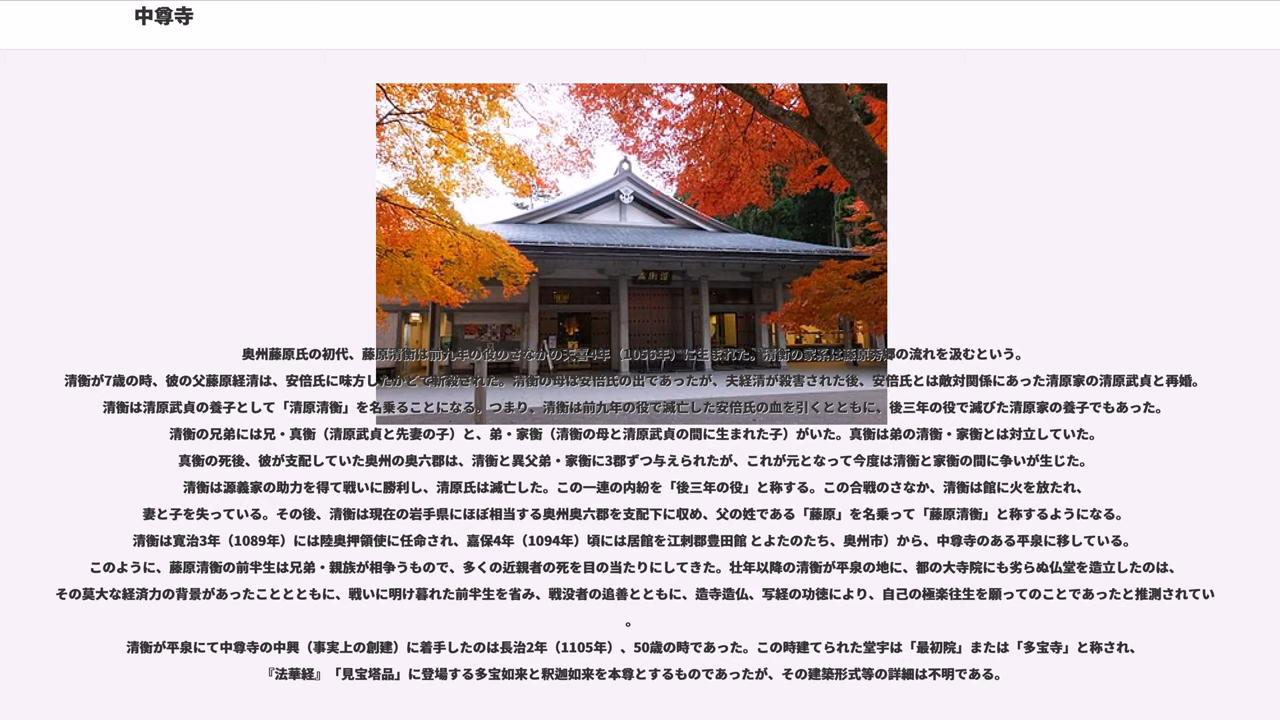 中尊寺
讃衡蔵
奥州藤原氏の初代、藤原清衡は前九年の役のさなかの天喜4年（1056年）に生まれた。清衡の家系は藤原秀郷の流れを汲むという。
清衡が7歳の時、彼の父藤原経清は、安倍氏に味方したかどで斬殺された。清衡の母は安倍氏の出であったが、夫経清が殺害された後、安倍氏とは敵対関係にあった清原家の清原武貞と再婚。
清衡は清原武貞の養子として「清原清衡」を名乗ることになる。つまり、清衡は前九年の役で滅亡した安倍氏の血を引くとともに、後三年の役で滅びた清原家の養子でもあった。
清衡の兄弟には兄・真衡（清原武貞と先妻の子）と、弟・家衡（清衡の母と清原武貞の間に生まれた子）がいた。真衡は弟の清衡・家衡とは対立していた。
真衡の死後、彼が支配していた奥州の奥六郡は、清衡と異父弟・家衡に3郡ずつ与えられたが、これが元となって今度は清衡と家衡の間に争いが生じた。
清衡は源義家の助力を得て戦いに勝利し、清原氏は滅亡した。この一連の内紛を「後三年の役」と称する。この合戦のさなか、清衡は館に火を放たれ、
妻と子を失っている。その後、清衡は現在の岩手県にほぼ相当する奥州奥六郡を支配下に収め、父の姓である「藤原」を名乗って「藤原清衡」と称するようになる。
清衡は寛治3年（1089年）には陸奥押領使に任命され、嘉保4年（1094年）頃には居館を江刺郡豊田館 とよたのたち、奥州市）から、中尊寺のある平泉に移している。
このように、藤原清衡の前半生は兄弟・親族が相争うもので、多くの近親者の死を目の当たりにしてきた。壮年以降の清衡が平泉の地に、都の大寺院にも劣らぬ仏堂を造立したのは、
その莫大な経済力の背景があったことととともに、戦いに明け暮れた前半生を省み、戦没者の追善とともに、造寺造仏、写経の功徳により、自己の極楽往生を願ってのことであったと推測されてい
。
清衡が平泉にて中尊寺の中興（事実上の創建）に着手したのは長治2年（1105年）、50歳の時であった。この時建てられた堂宇は「最初院」または「多宝寺」と称され、
『法華経』「見宝塔品」に登場する多宝如来と釈迦如来を本尊とするものであったが、その建築形式等の詳細は不明である。